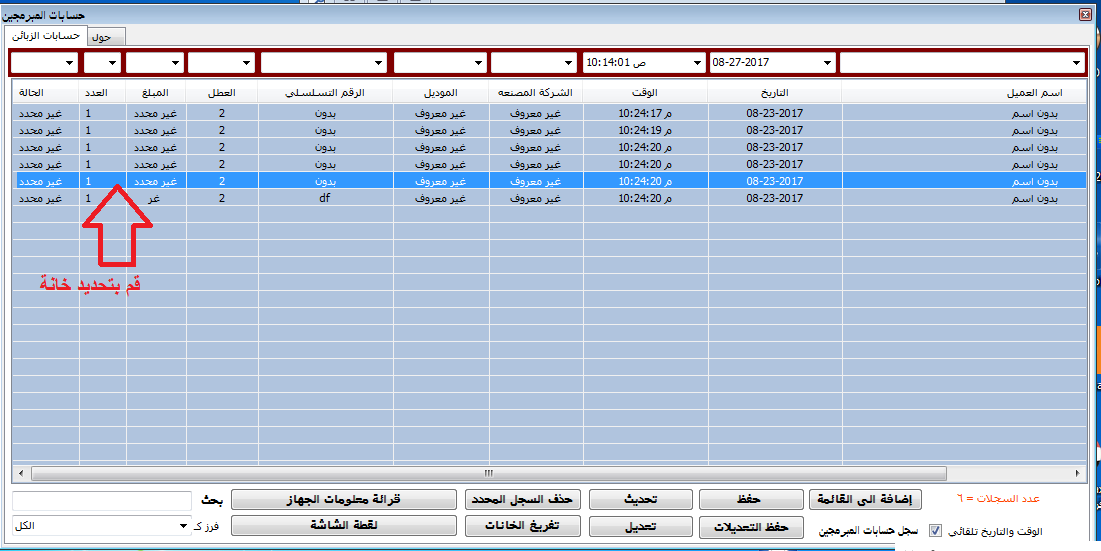 حسابات المبرمجين
حسابات الزبائن حول
08-27-2017 10:14:01 ص
اسم العميل التاريخ الوقت الشركة المصنعه الموديل الرقم التسلسلي العطل المبلغ العدد الحالة
بدون اسم 08-23-2017 10:24:17 م غير معروف غير معروف بدون 2 غير محدد 1 غير محدد
بدون اسم 08-23-2017 10:24:19 م غير معروف غير معروف بدون 2 غير محدد 1 غير محدد
بدون اسم 08-23-2017 10:24:20 م غير معروف غير معروف بدون 2 غير محدد 1 غير محدد
بدون اسم 08-23-2017 10:24:20 م غير معروف غير معروف بدون 2 غير محدد 1 غير محدد
بدون اسم 08-23-2017 10:24:20 م غير معروف غير معروف بدون 2 غير محدد 1 غير محدد
بدون اسم 08-23-2017 10:24:20 م غير معروف غير معروف df 2 غر 1 غير محدد
قم بتحديد خانة
عدد السجلات = ٦ إضافة الى القائمة حفظ تحديث حذف السجل المحدد قرائة معلومات الجهاز بحث
الوقت والتاريخ تلقائي سجل حسابات المبرمجين حفظ التعديلات تعديل تفريغ الخانات لقطة الشاشة فرز كـ الكل